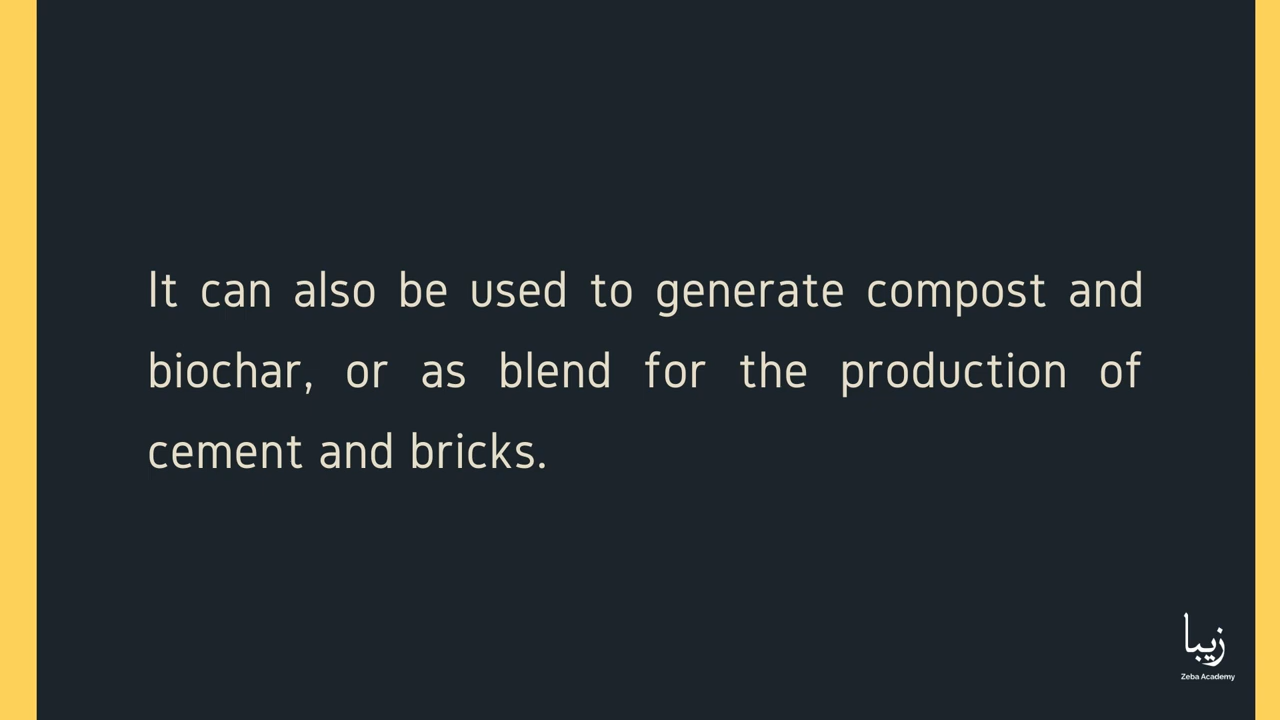 It can also be used to generate compost and
biochar, or as blend for the production of
cement and bricks.
زیبا
Zeba Academy